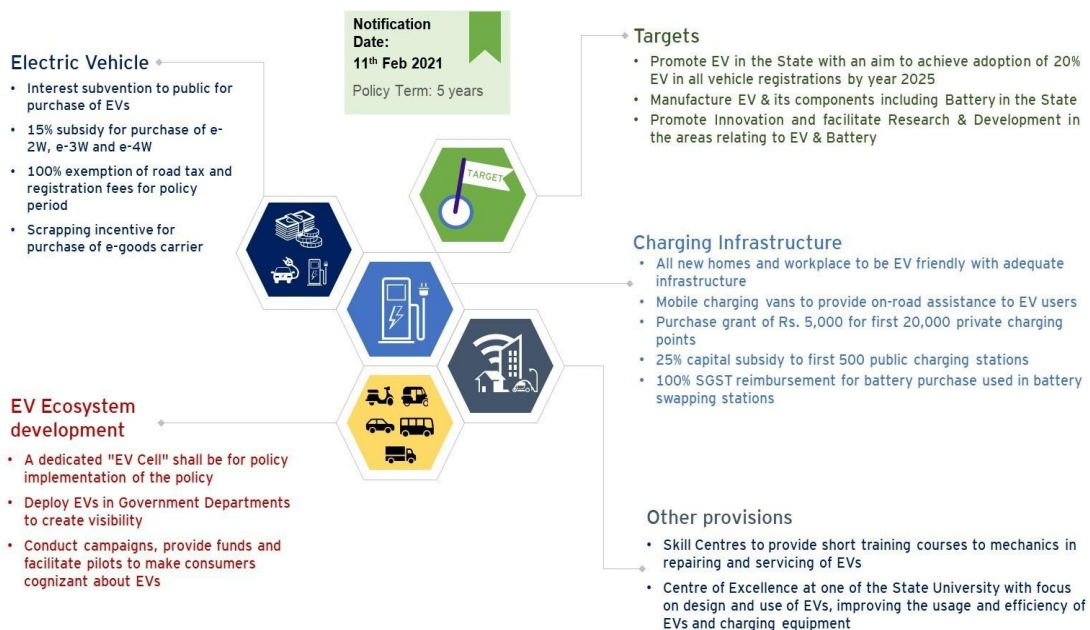 Notification
Date:
11th Feb 2021
Policy Term: 5 years
Electric Vehicle
• Interest subvention to public for
purchase of EVs
• 15% subsidy for purchase of e-
2W, e-3W and e-4W
• 100% exemption of road tax and
registration fees for policy
period
• Scrapping incentive for
purchase of e-goods carrier
Targets
• Promote EV in the State with an aim to achieve adoption of 20%
EV in all vehicle registrations by year 2025
• Manufacture EV & its components including Battery in the State
• Promote Innovation and facilitate Research & Development in
the areas relating to EV & Battery
TARGET
Charging Infrastructure
• All new homes and workplace to be EV friendly with adequate
infrastructure
• Mobile charging vans to provide on-road assistance to EV users
• Purchase grant of Rs. 5,000 for first 20,000 private charging
points
• 25% capital subsidy to first 500 public charging stations
• 100% SGST reimbursement for battery purchase used in battery
swapping stations
EV Ecosystem
development
• A dedicated "EV Cell" shall be for policy
implementation of the policy
• Deploy EVs in Government Departments
to create visibility
• Conduct campaigns, provide funds and
facilitate pilots to make consumers
cognizant about EVs
Other provisions
• Skill Centres to provide short training courses to mechanics in
repairing and servicing of EVs
• Centre of Excellence at one of the State University with focus
on design and use of EVs, improving the usage and efficiency of
EVs and charging equipment